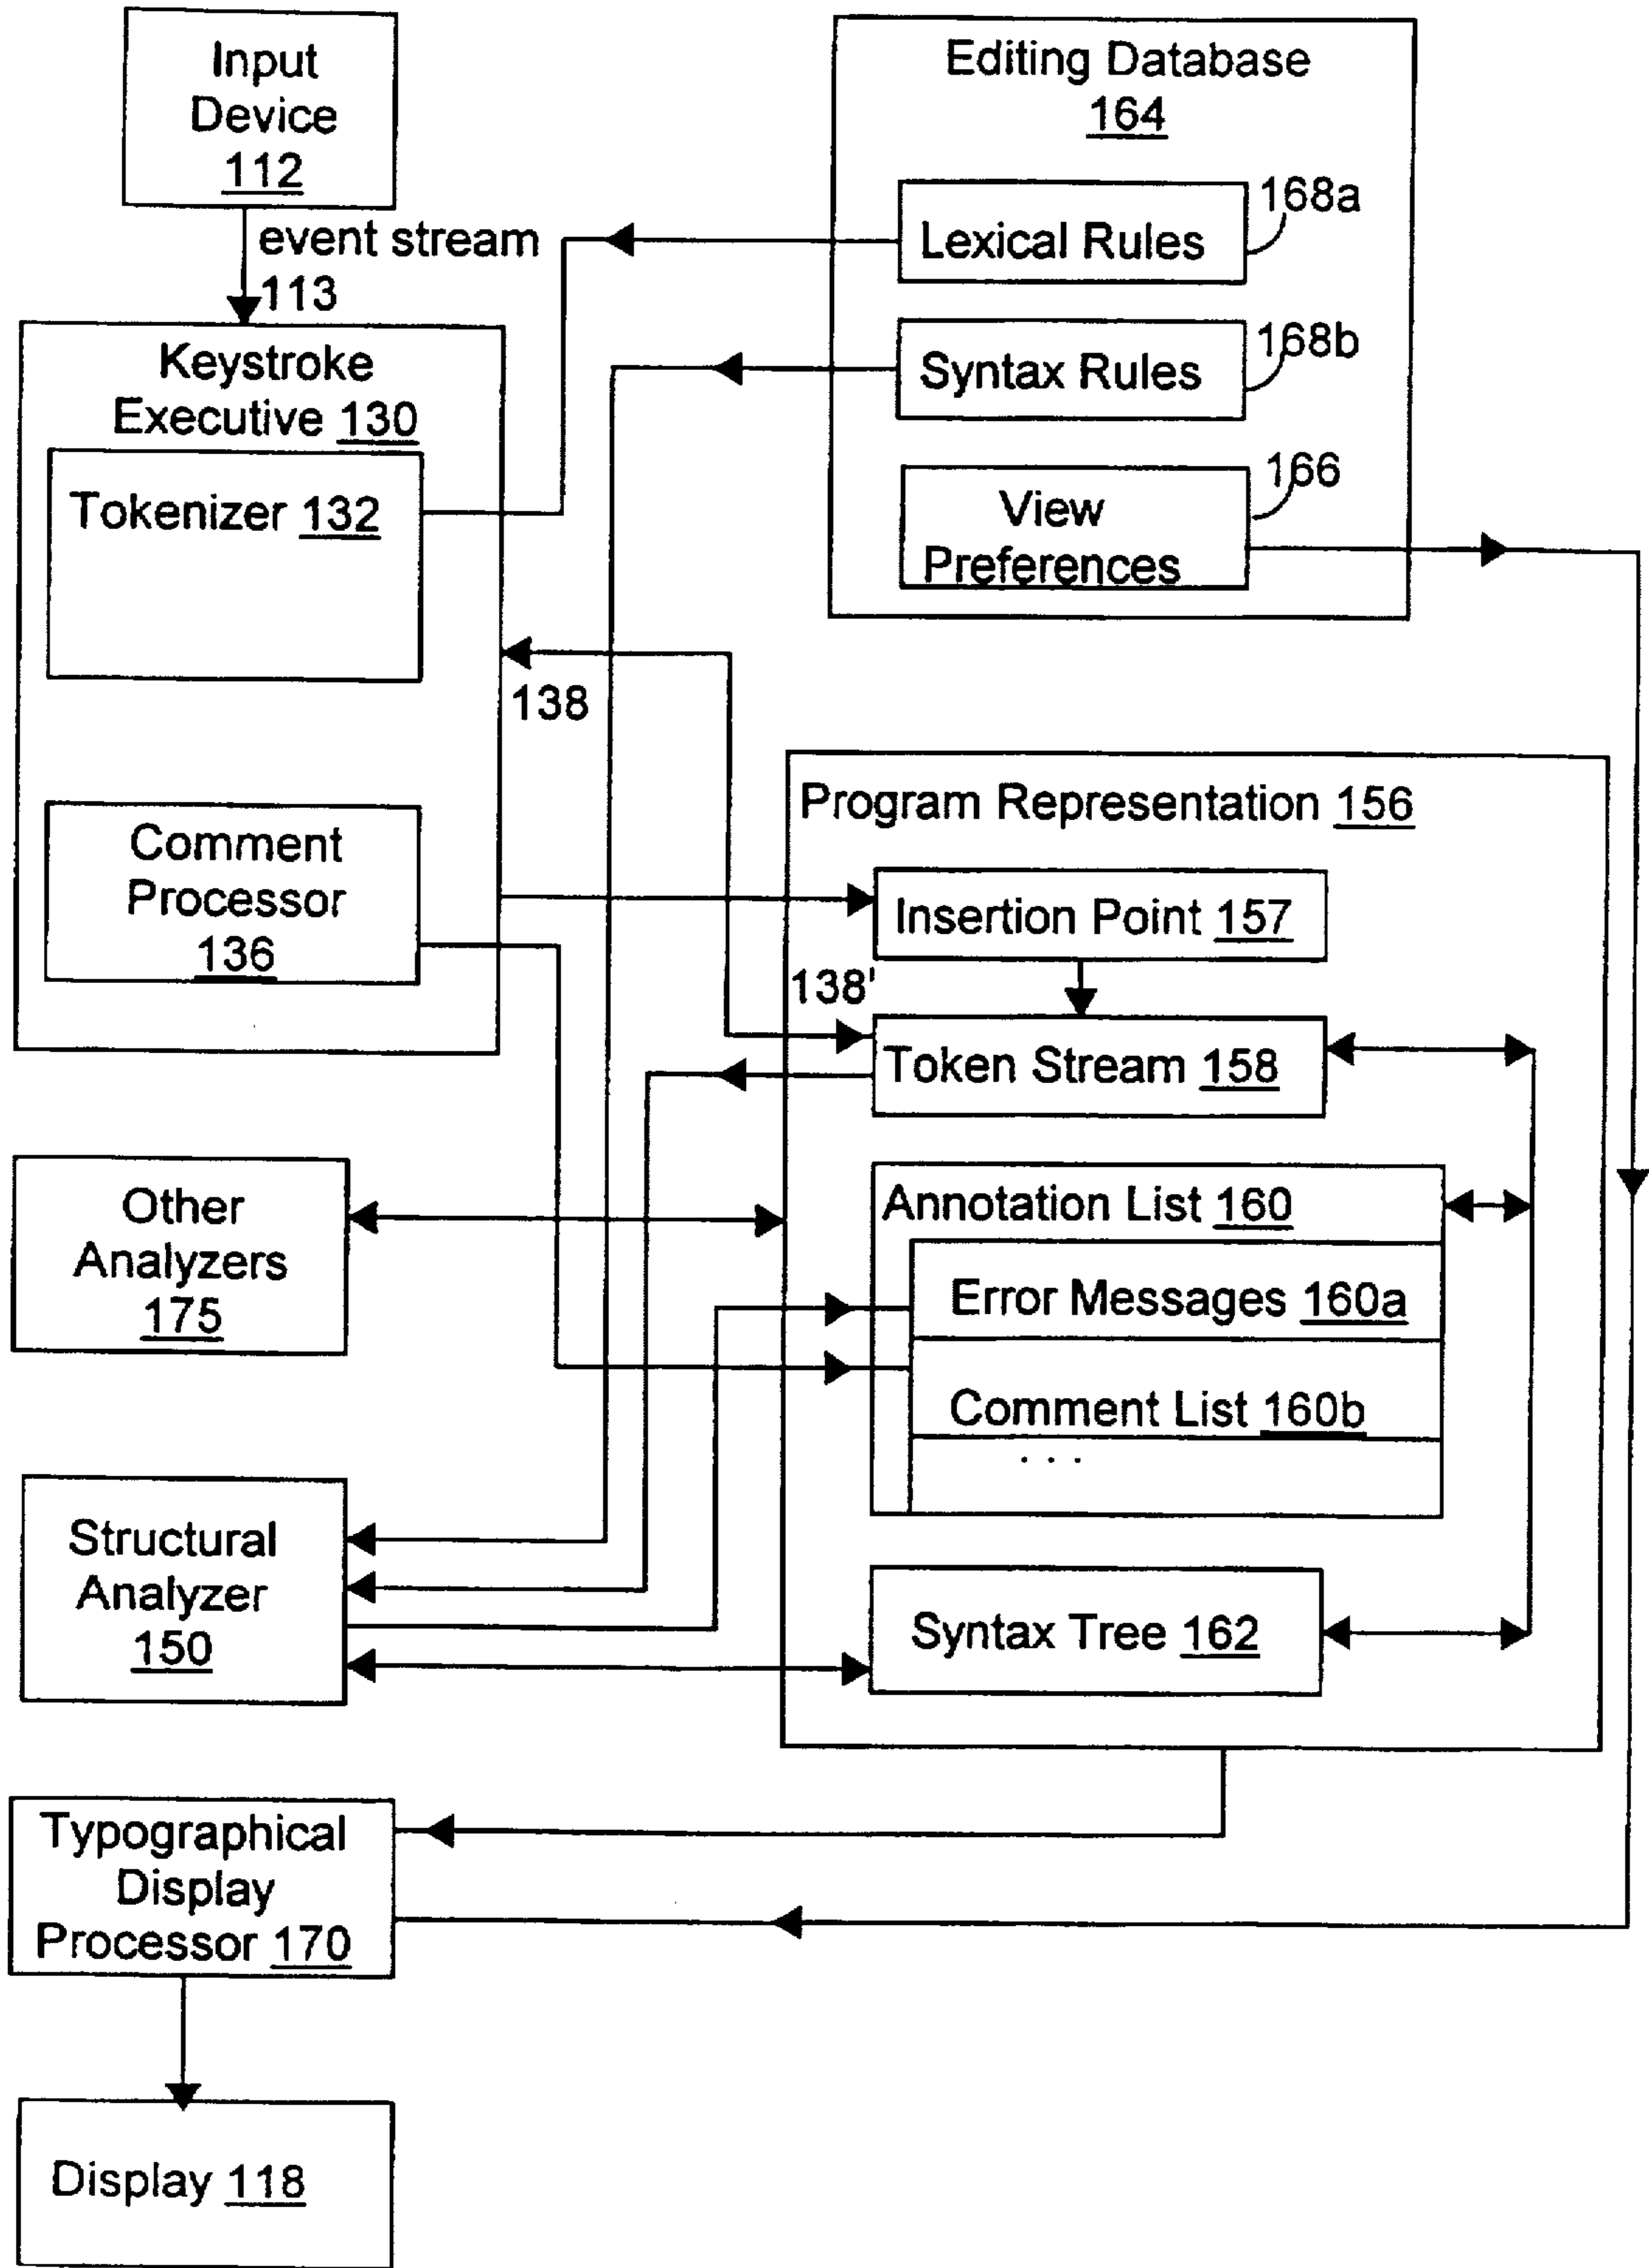 Input
Device
112
event stream
113
Keystroke
Executive 130
Tokenizer 132
Comment
Processor
136
138
Editing Database
164
Lexical Rules
168a
Syntax Rules
168b
View
Preferences
166
Program Representation 156
Insertion Point 157
138'
Token Stream 158
Annotation List 160
Error Messages 160a
Comment List 160b
. . .
Syntax Tree 162
Other
Analyzers
175
Structural
Analyzer
150
Typographical
Display
Processor 170
Display 118